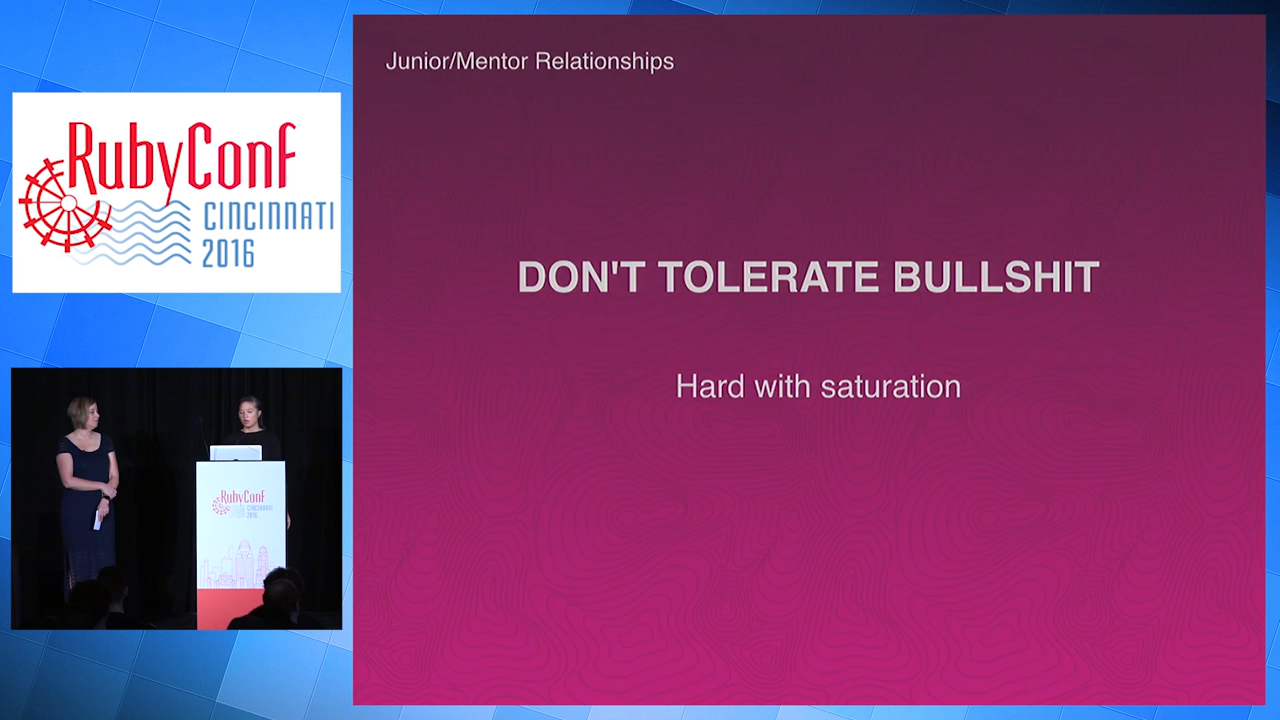 RubyConf
CINCINNATI
2016
Junior/Mentor Relationships
DON'T TOLERATE BULLSHIT
Hard with saturation
RubyConf
CINCINNATI
2016